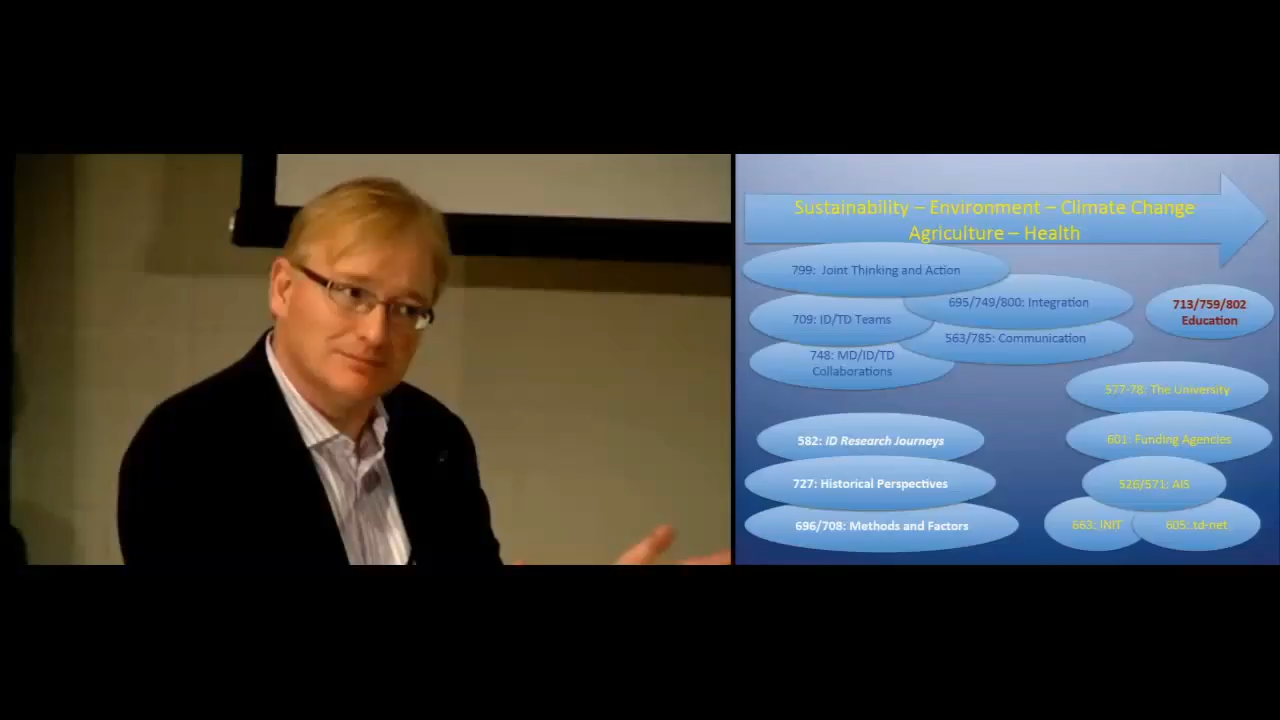 Sustainability – Environment – Climate Change
Agriculture – Health
799: Joint Thinking and Action
695/749/800: Integration
713/759/802
Education
709: ID/TD Teams
563/785: Communication
748: MD/ID/TD
Collaborations
577-78: The University
582: ID Research Journeys
601: Funding Agencies
727: Historical Perspectives
526/571: AIS
696/708: Methods and Factors
663: INIT
605: td-net